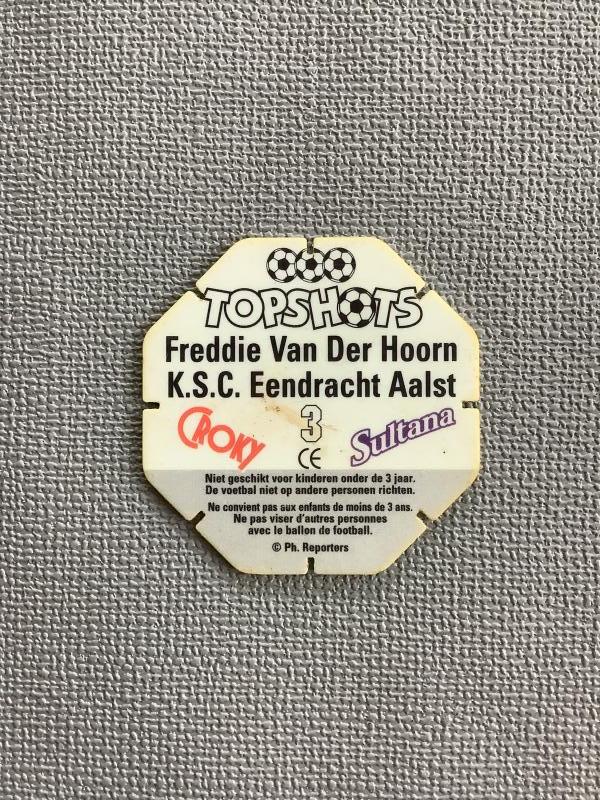 TOPSHOTS
Freddie Van Der Hoorn
K.S.C. Eendracht Aalst
CROKY 3 Sultana
CE
Niet geschikt voor kinderen onder de 3 jaar.
De voetbal niet op andere personen richten.
Ne convient pas aux enfants de moins de 3 ans.
Ne pas viser d'autres personnes
avec le ballon de football.
© Ph. Reporters